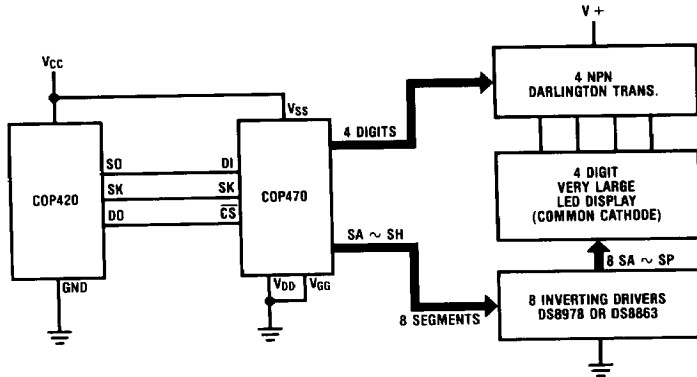 V +
VCC
4 NPN
DARLINGTON TRANS.
VSS
4 DIGITS
SO
DI
SK
SK
DO
CS
COP420
COP470
4 DIGIT
VERY LARGE
LED DISPLAY
(COMMON CATHODE)
SA ~ SH
8 SA ~ SP
GND
VDD
VGG
8 SEGMENTS
8 INVERTING DRIVERS
DS8978 OR DS8863